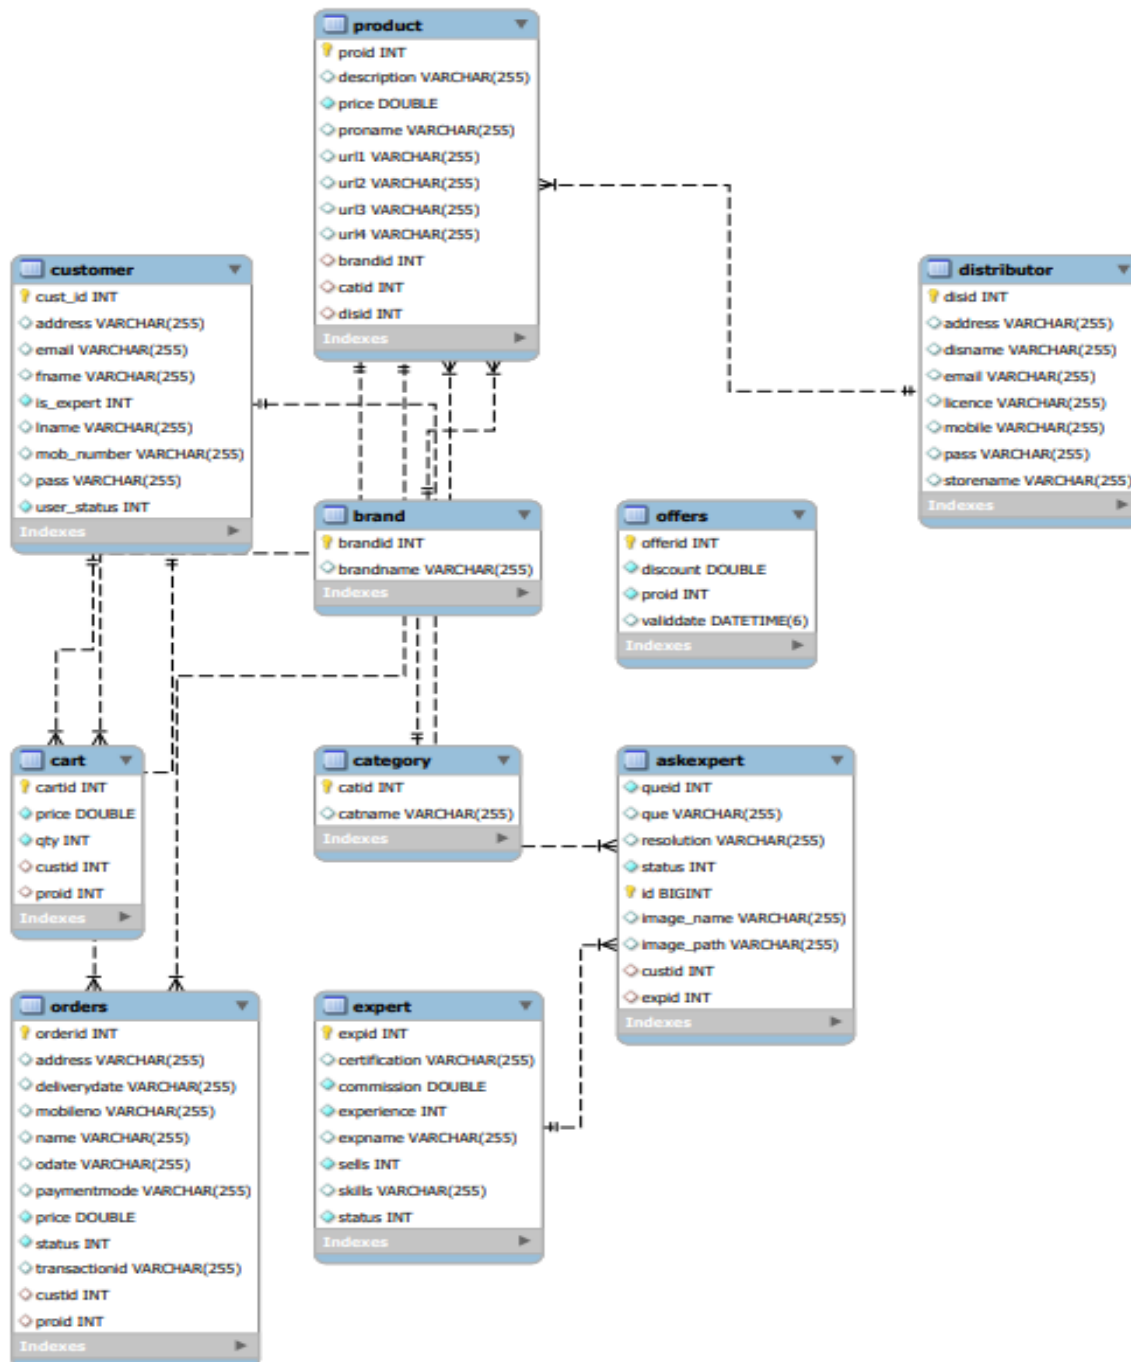 product
proid INT
description VARCHAR(255)
price DOUBLE
proname VARCHAR(255)
url1 VARCHAR(255)
url2 VARCHAR(255)
url3 VARCHAR(255)
url4 VARCHAR(255)
brandid INT
catid INT
disid INT
Indexes
customer
cust_id INT
address VARCHAR(255)
email VARCHAR(255)
fname VARCHAR(255)
is_expert INT
lname VARCHAR(255)
mob_number VARCHAR(255)
pass VARCHAR(255)
user_status INT
Indexes
distributor
disid INT
address VARCHAR(255)
disname VARCHAR(255)
email VARCHAR(255)
licence VARCHAR(255)
mobile VARCHAR(255)
pass VARCHAR(255)
storename VARCHAR(255)
Indexes
brand
brandid INT
brandname VARCHAR(255)
Indexes
offers
offerid INT
discount DOUBLE
proid INT
validdate DATETIME(6)
Indexes
cart
cartid INT
price DOUBLE
qty INT
custid INT
proid INT
Indexes
category
catid INT
catname VARCHAR(255)
Indexes
askexpert
queid INT
que VARCHAR(255)
resolution VARCHAR(255)
status INT
id BIGINT
image_name VARCHAR(255)
image_path VARCHAR(255)
custid INT
expid INT
Indexes
orders
orderid INT
address VARCHAR(255)
deliverydate VARCHAR(255)
mobileno VARCHAR(255)
name VARCHAR(255)
odate VARCHAR(255)
paymentmode VARCHAR(255)
price DOUBLE
status INT
transactionid VARCHAR(255)
custid INT
proid INT
Indexes
expert
expid INT
certification VARCHAR(255)
commission DOUBLE
experience INT
expname VARCHAR(255)
sells INT
skills VARCHAR(255)
status INT
Indexes